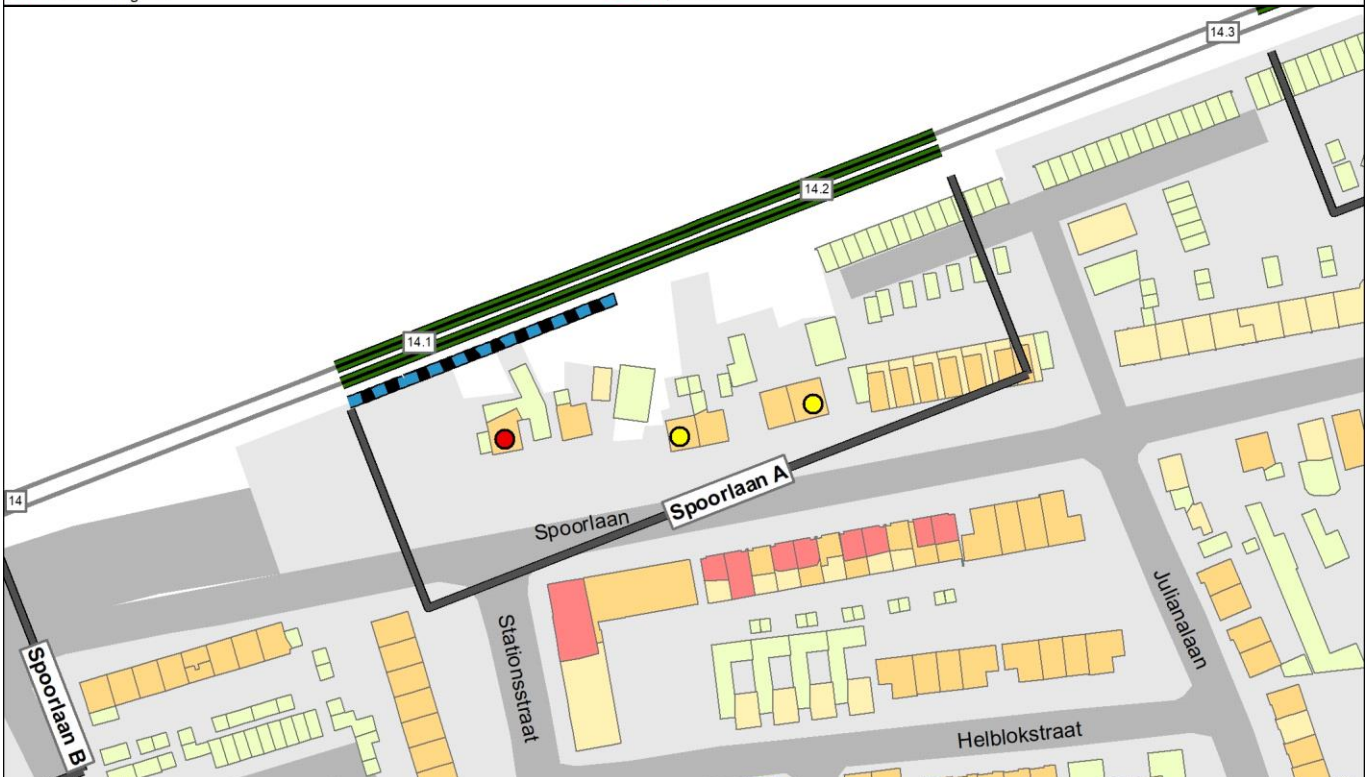 14.3
14.2
14.1
14
Spoorlaan A
Spoorlaan
Spoorlaan B
Stationsstraat
Julianalaan
Helblokstraat